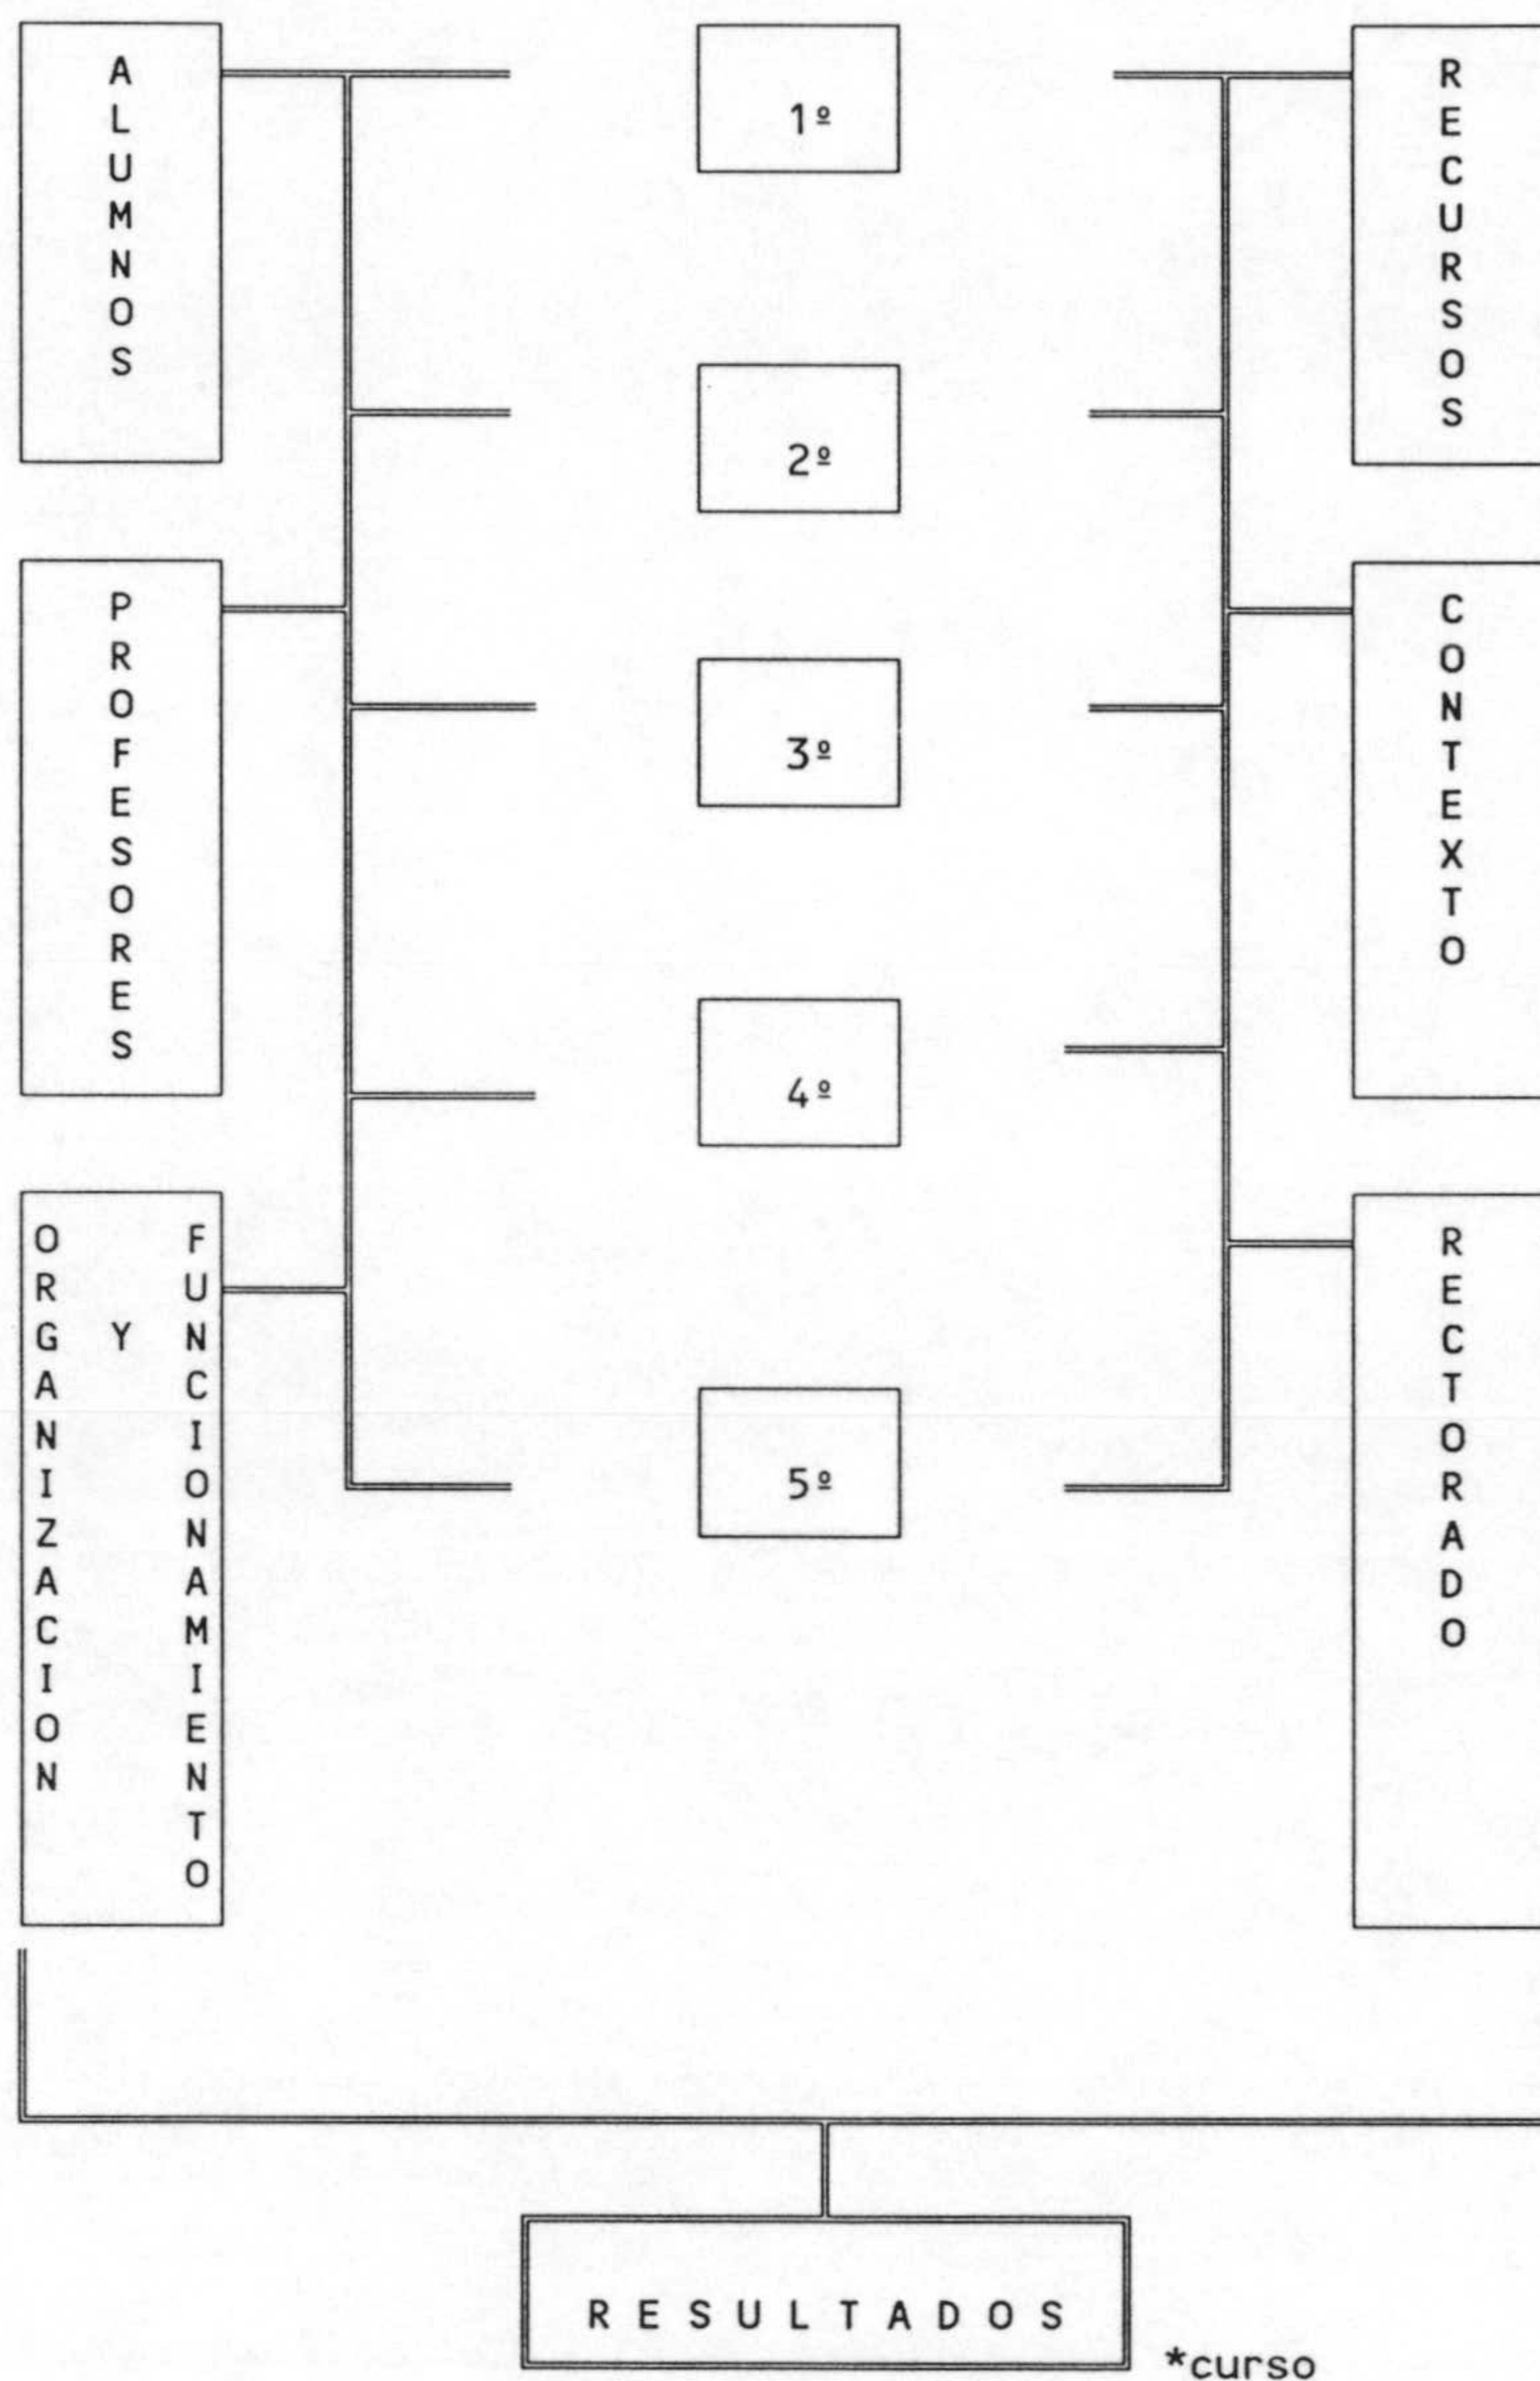 ALUMNOS
1º
RECURSOS
2º
PROFESORES
3º
CONTEXTO
4º
ORGANIZACION
Y
FUNCIONAMIENTO
5º
RECTORADO
RESULTADOS
*curso